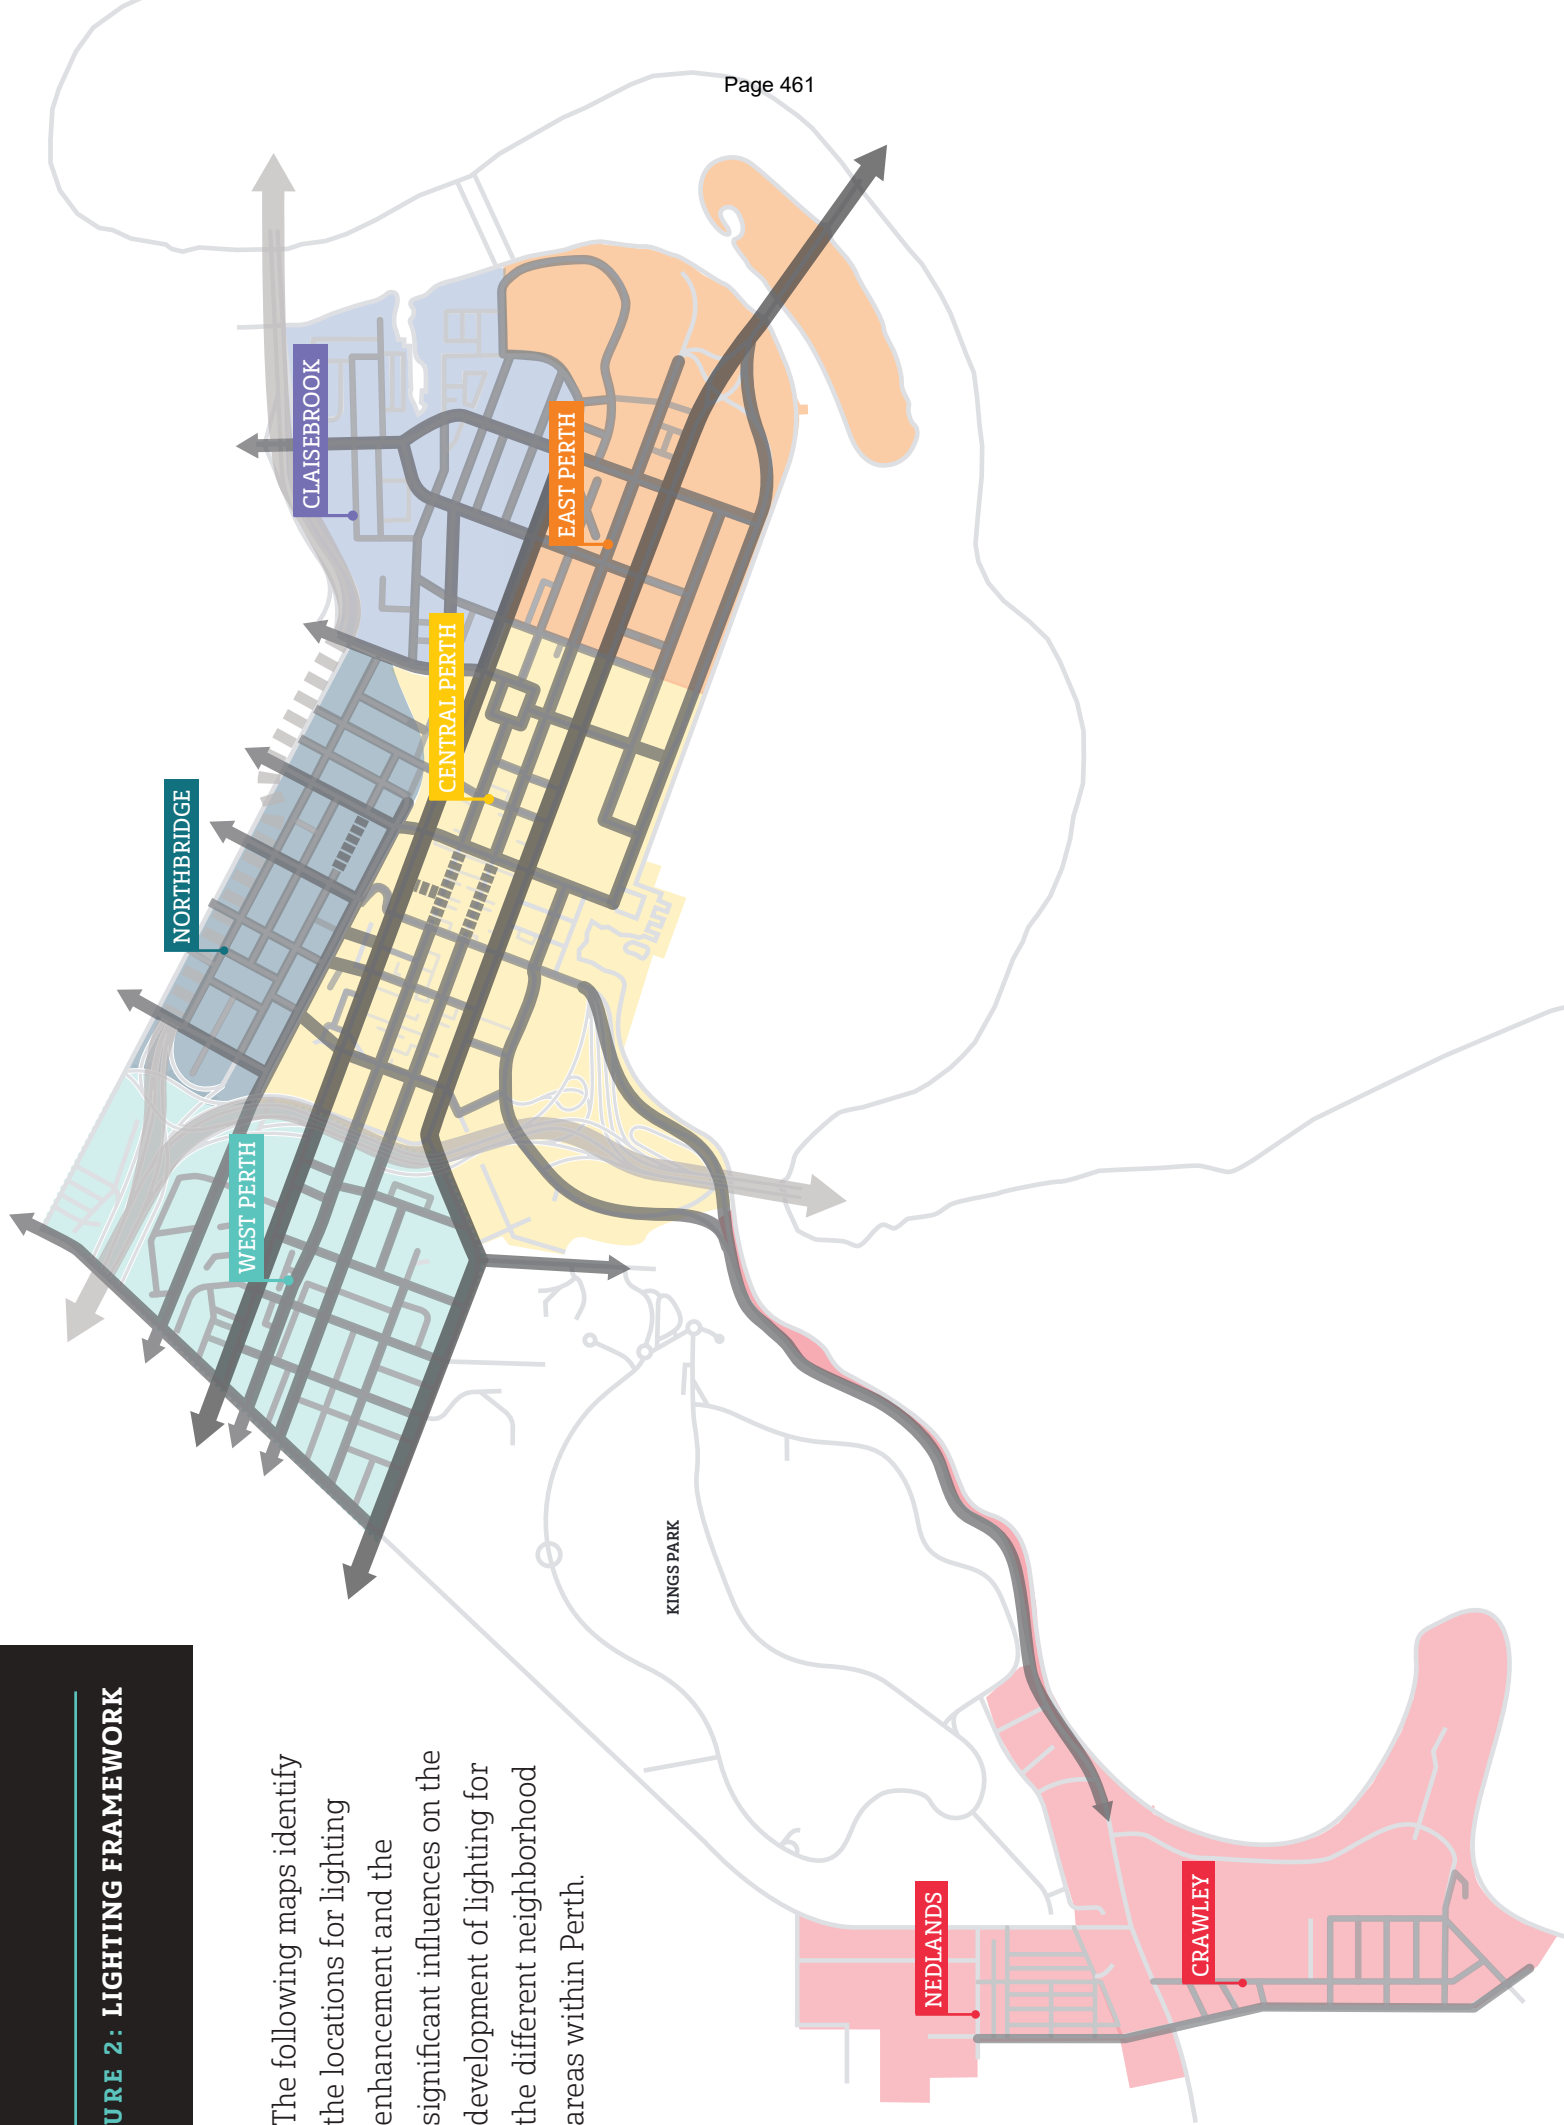 Page 461
URE 2: LIGHTING FRAMEWORK
The following maps identify
the locations for lighting
enhancement and the
significant influences on the
development of lighting for
the different neighborhood
areas within Perth.
WEST PERTH
NORTHBRIDGE
CENTRAL PERTH
CLAISEBROOK
EAST PERTH
KINGS PARK
NEDLANDS
CRAWLEY